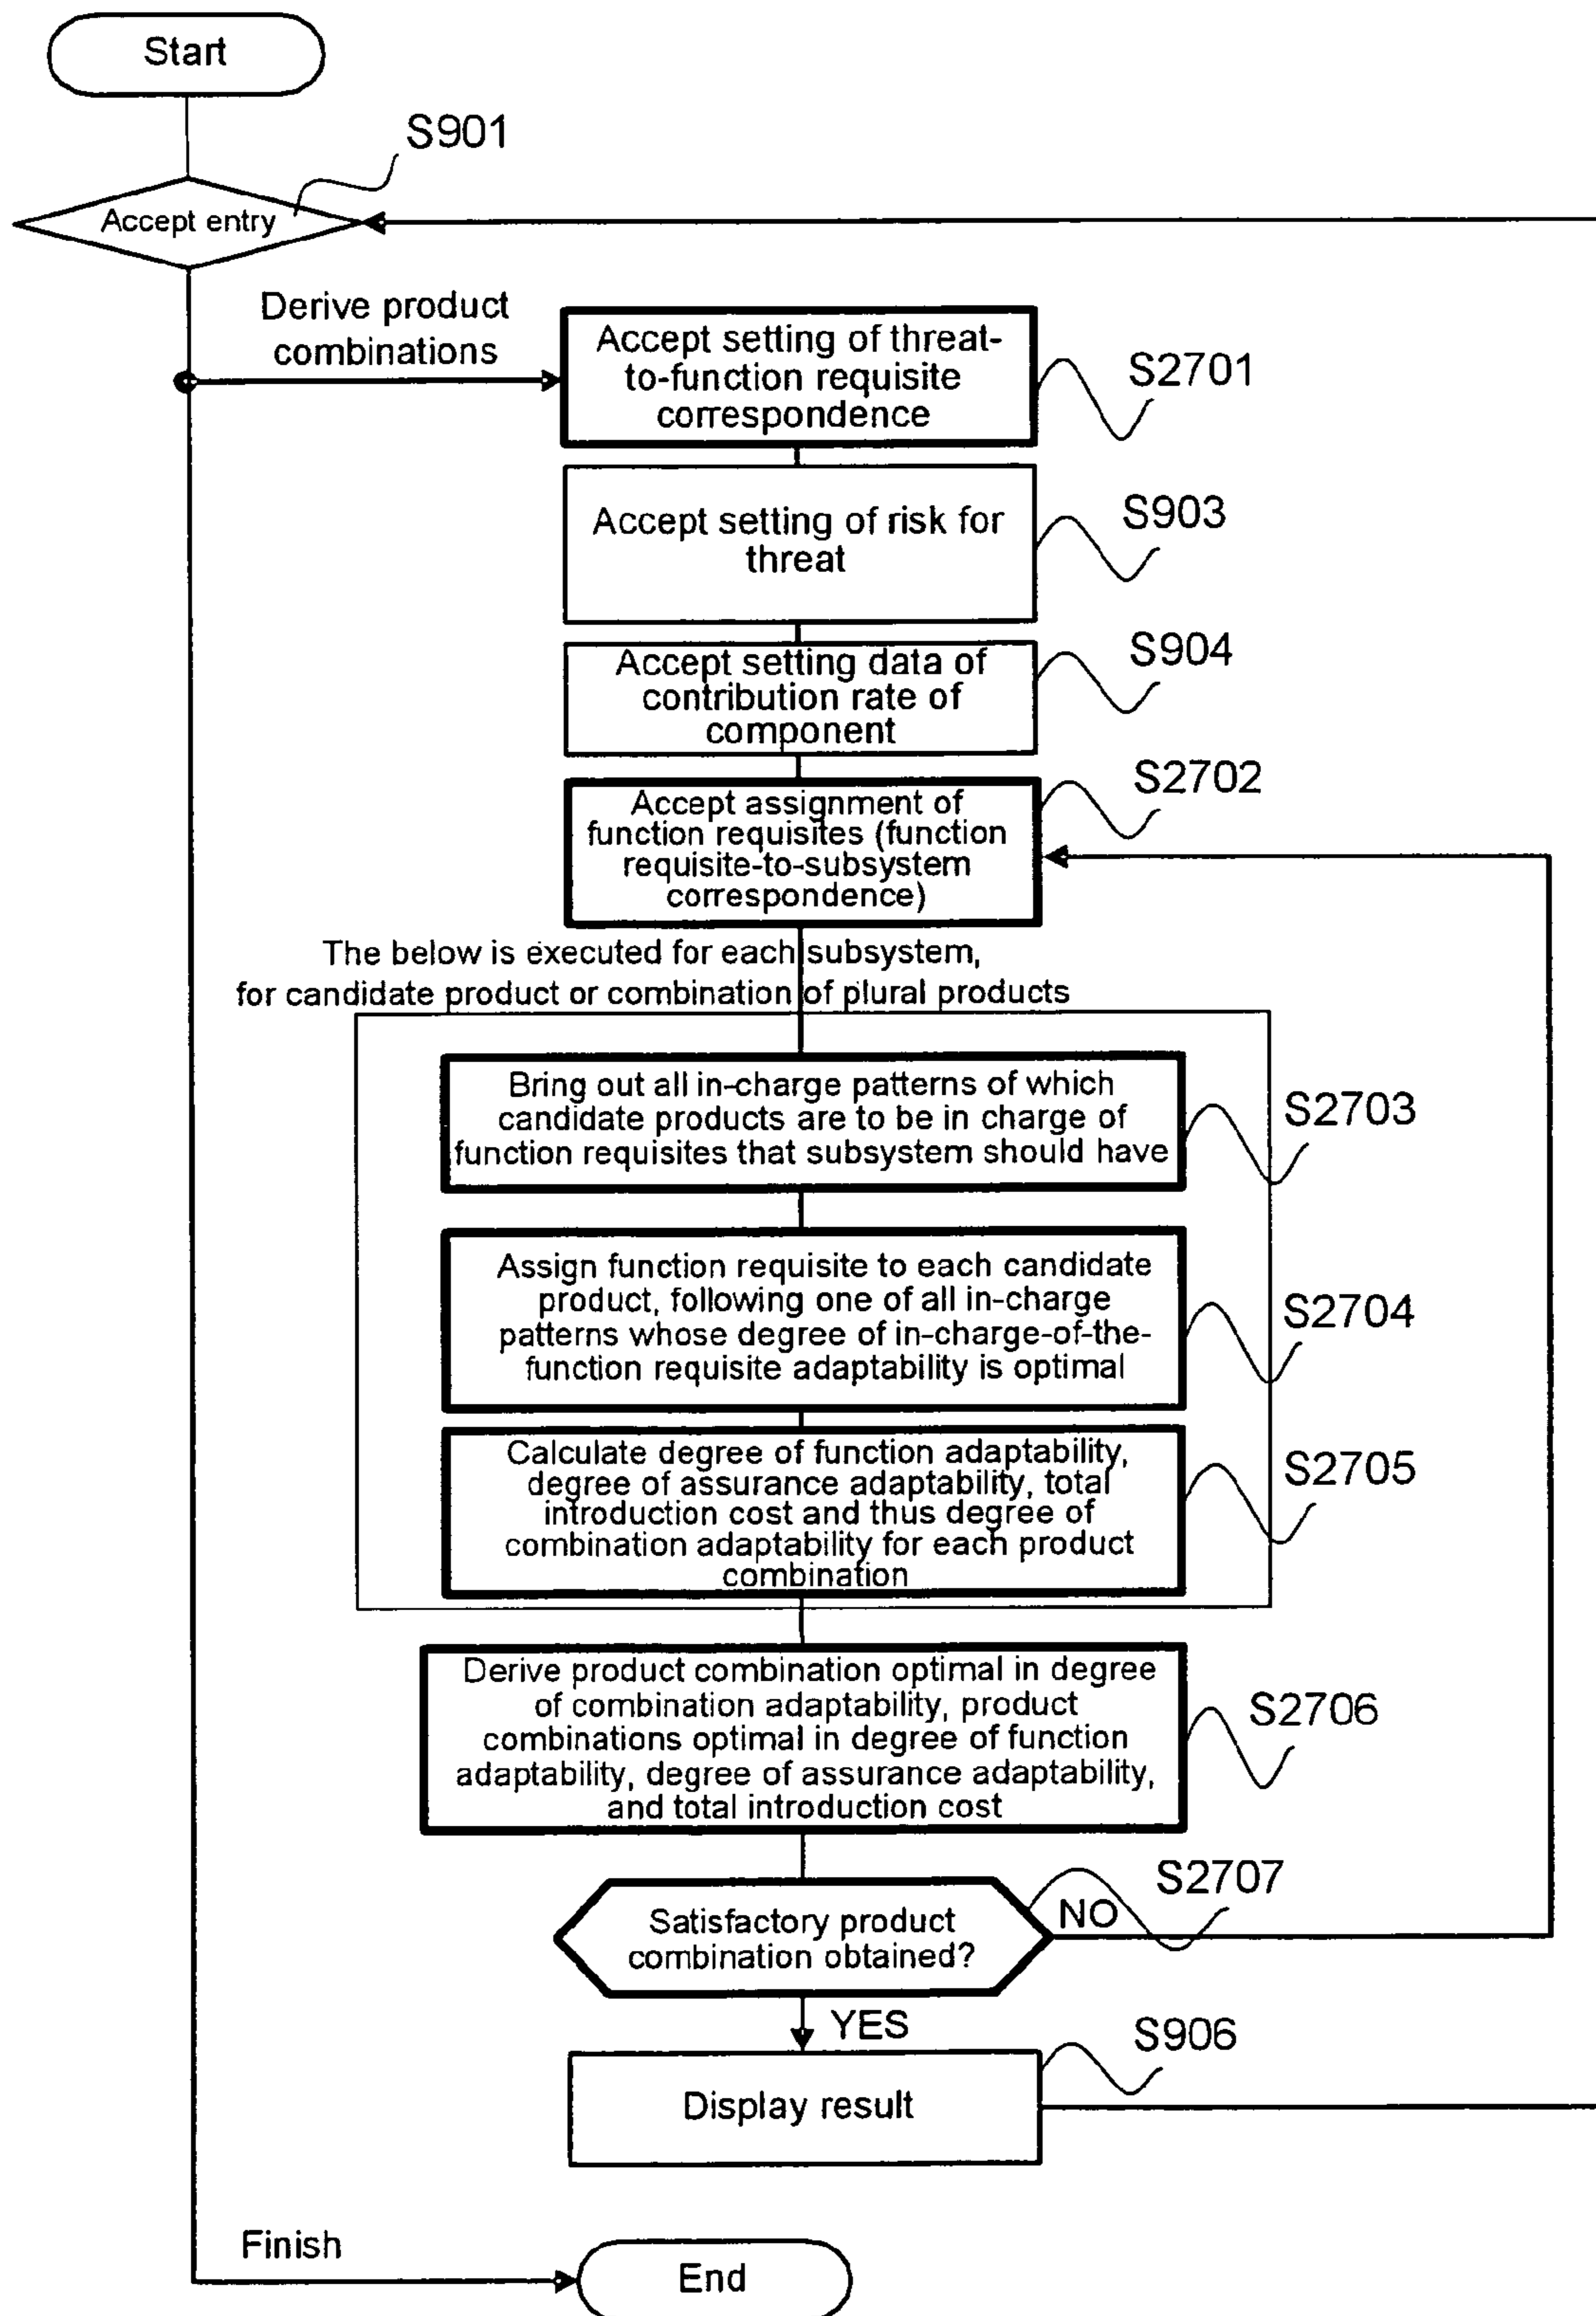 Start
S901
Accept entry
Derive product
combinations
Accept setting of threat-
to-function requisite
correspondence
S2701
Accept setting of risk for
threat
S903
Accept setting data of
contribution rate of
component
S904
Accept assignment of
function requisites (function
requisite-to-subsystem
correspondence)
S2702
The below is executed for each subsystem,
for candidate product or combination of plural products
Bring out all in-charge patterns of which
candidate products are to be in charge of
function requisites that subsystem should have
S2703
Assign function requisite to each candidate
product, following one of all in-charge
patterns whose degree of in-charge-of-the-
function requisite adaptability is optimal
S2704
Calculate degree of function adaptability,
degree of assurance adaptability, total
introduction cost and thus degree of
combination adaptability for each product
combination
S2705
Derive product combination optimal in degree
of combination adaptability, product
combinations optimal in degree of function
adaptability, degree of assurance adaptability,
and total introduction cost
S2706
Satisfactory product
combination obtained?
S2707
NO
YES
Display result
S906
Finish
End